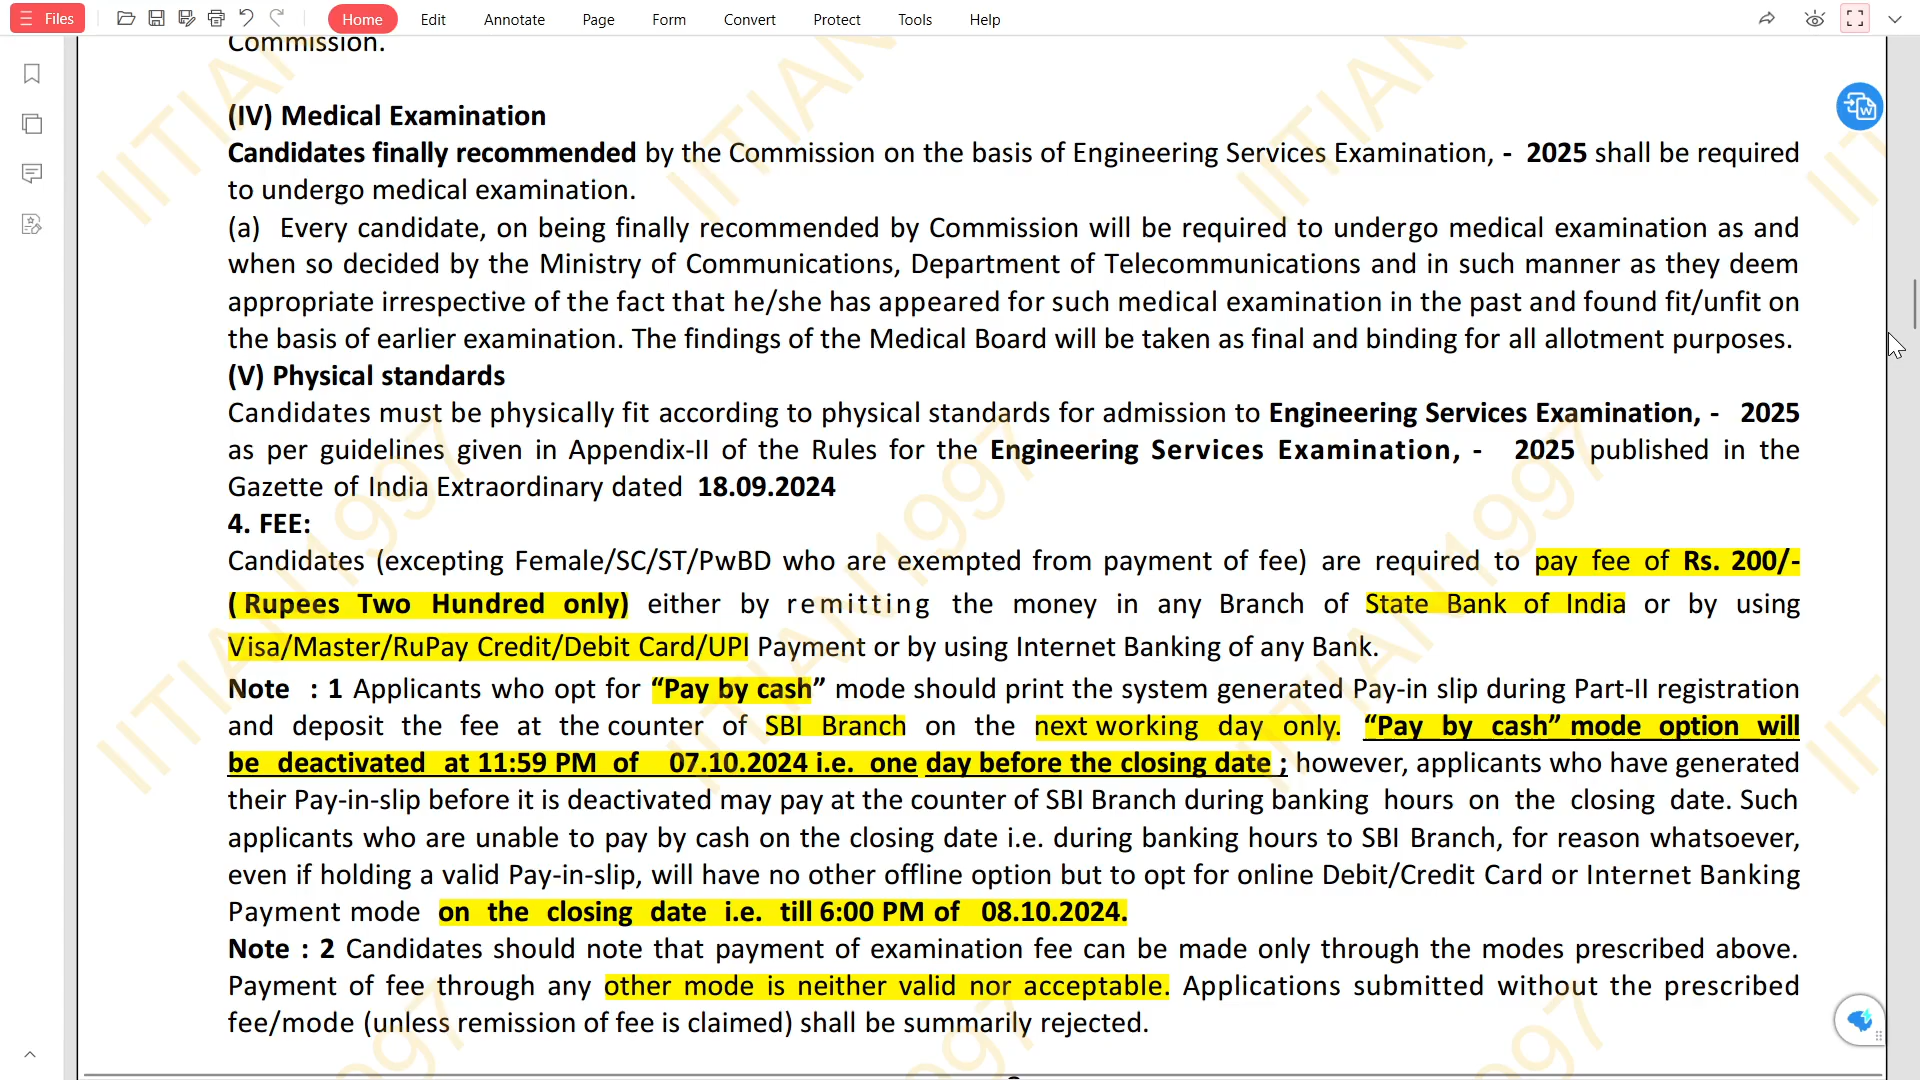 Files
Home Edit Annotate Page Form Convert Protect Tools Help
Commission.
(IV) Medical Examination
Candidates finally recommended by the Commission on the basis of Engineering Services Examination, - 2025 shall be required
to undergo medical examination.
(a) Every candidate, on being finally recommended by Commission will be required to undergo medical examination as and
when so decided by the Ministry of Communications, Department of Telecommunications and in such manner as they deem
appropriate irrespective of the fact that he/she has appeared for such medical examination in the past and found fit/unfit on
the basis of earlier examination. The findings of the Medical Board will be taken as final and binding for all allotment purposes.
(V) Physical standards
Candidates must be physically fit according to physical standards for admission to Engineering Services Examination, - 2025
as per guidelines given in Appendix-II of the Rules for the Engineering Services Examination, - 2025 published in the
Gazette of India Extraordinary dated 18.09.2024
4. FEE:
Candidates (excepting Female/SC/ST/PwBD who are exempted from payment of fee) are required to pay fee of Rs. 200/-
( Rupees Two Hundred only) either by remitting the money in any Branch of State Bank of India or by using
Visa/Master/RuPay Credit/Debit Card/UPI Payment or by using Internet Banking of any Bank.
Note : 1 Applicants who opt for “Pay by cash” mode should print the system generated Pay-in slip during Part-II registration
and deposit the fee at the counter of SBI Branch on the next working day only. “Pay by cash” mode option will
be deactivated at 11:59 PM of 07.10.2024 i.e. one day before the closing date ; however, applicants who have generated
their Pay-in-slip before it is deactivated may pay at the counter of SBI Branch during banking hours on the closing date. Such
applicants who are unable to pay by cash on the closing date i.e. during banking hours to SBI Branch, for reason whatsoever,
even if holding a valid Pay-in-slip, will have no other offline option but to opt for online Debit/Credit Card or Internet Banking
Payment mode on the closing date i.e. till 6:00 PM of 08.10.2024.
Note : 2 Candidates should note that payment of examination fee can be made only through the modes prescribed above.
Payment of fee through any other mode is neither valid nor acceptable. Applications submitted without the prescribed
fee/mode (unless remission of fee is claimed) shall be summarily rejected.
IITIAN 1997
IITIAN 1997
IITIAN 1997